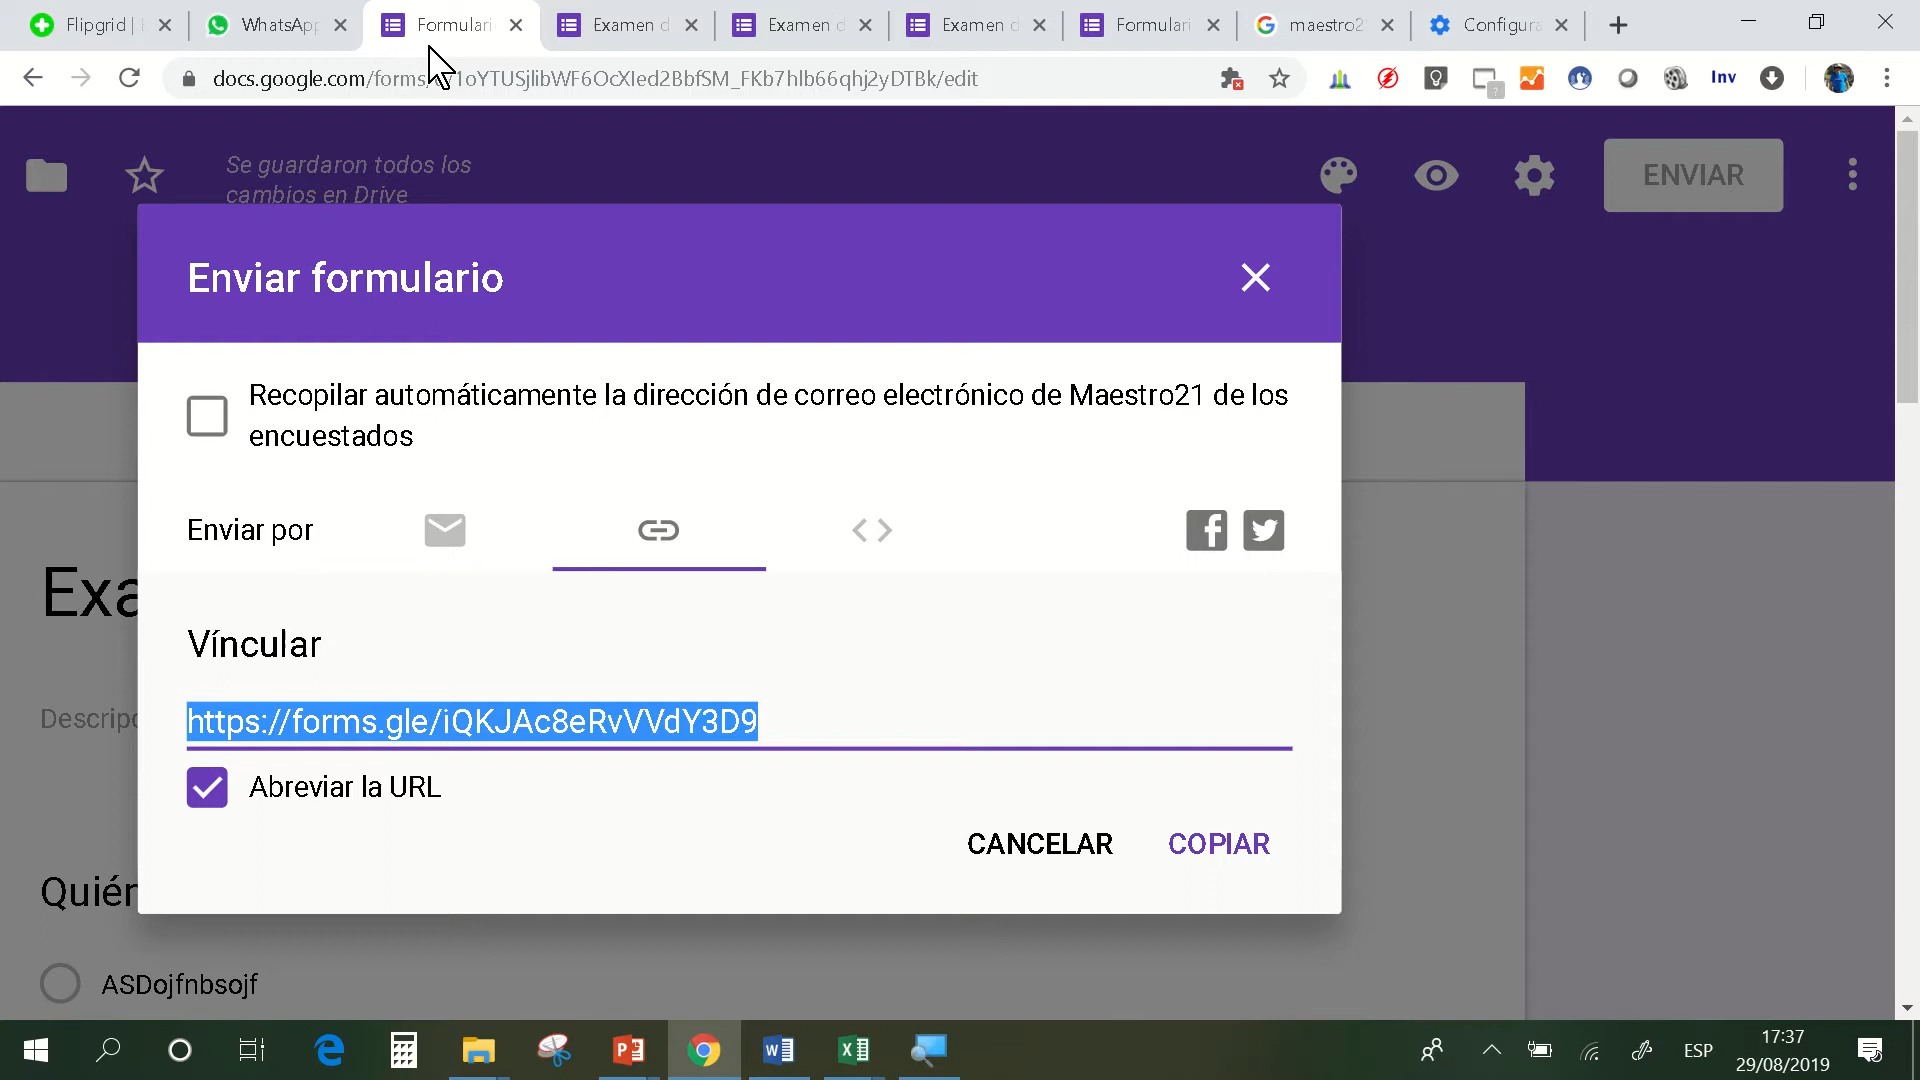 Flipgrid | E
WhatsApp
Formulari
Examen d
Examen d
Examen d
Formulari
maestro2
Configura
docs.google.com/forms/
1oYTUSjlibWF6OcXIed2BbfSM_FKb7hlb66qhj2yDTBk/edit
Inv
Se guardaron todos los
cambios en Drive
ENVIAR
Enviar formulario
Recopilar automáticamente la dirección de correo electrónico de Maestro21 de los
encuestados
Enviar por
Exa
Víncular
Descripc
https://forms.gle/iQKJAc8eRvVVdY3D9
Abreviar la URL
CANCELAR COPIAR
Quién
ASDojfnbsojf
ESP
17:37
29/08/2019